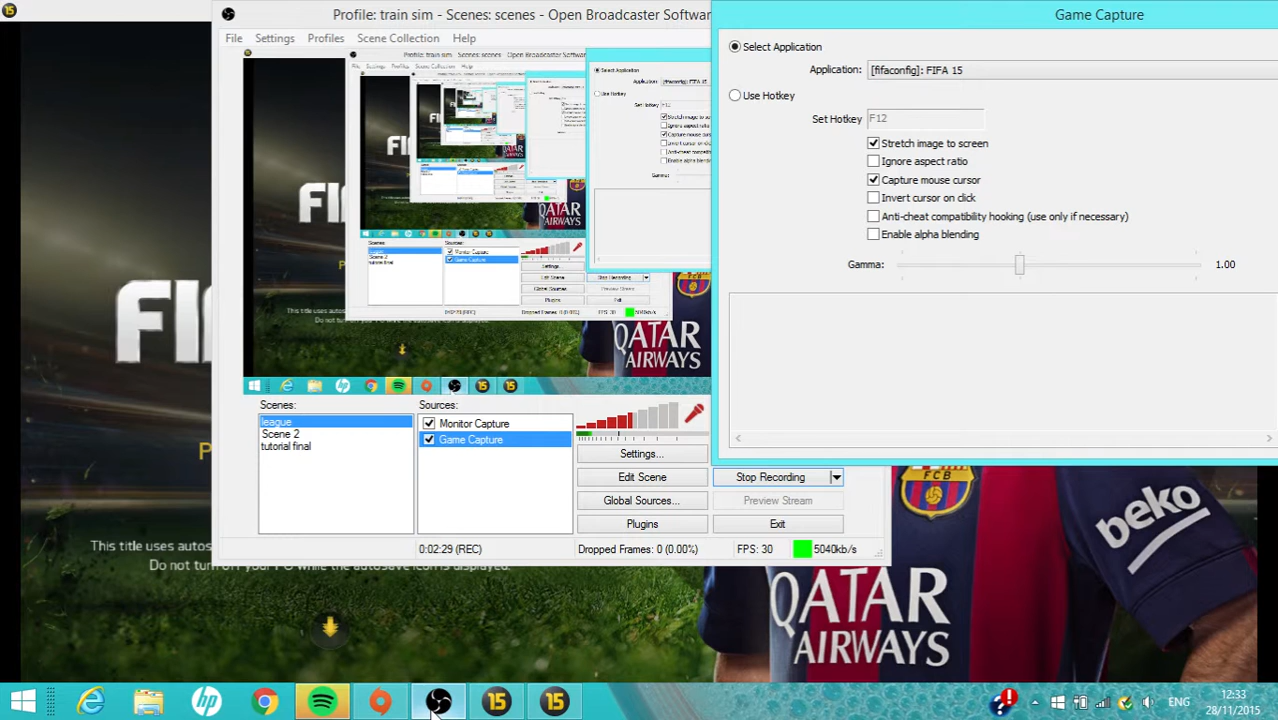 Profile: train sim - Scenes: scenes - Open Broadcaster Softwar
File Settings Profiles Scene Collection Help
Game Capture
Select Application
Application: [fifaconfig]: FIFA 15
Use Hotkey
Set Hotkey F12
Stretch image to screen
Ignore aspect ratio
Capture mouse cursor
Invert cursor on click
Anti-cheat compatibility hooking (use only if necessary)
Enable alpha blending
Gamma: 1.00
FIFA
QATAR
AIRWAYS
Scenes: Sources:
league
Scene 2
tutorial final
Monitor Capture
Game Capture
Settings...
Edit Scene Stop Recording
Global Sources... Preview Stream
Plugins Exit
0:02:29 (REC) Dropped Frames: 0 (0.00%) FPS: 30 5040kb/s
This title uses autos
Do not turn off your PC while the autosave icon is displayed.
FCB
beko
QATAR
AIRWAYS
15
hp
15
15
ENG
12:33
28/11/2015